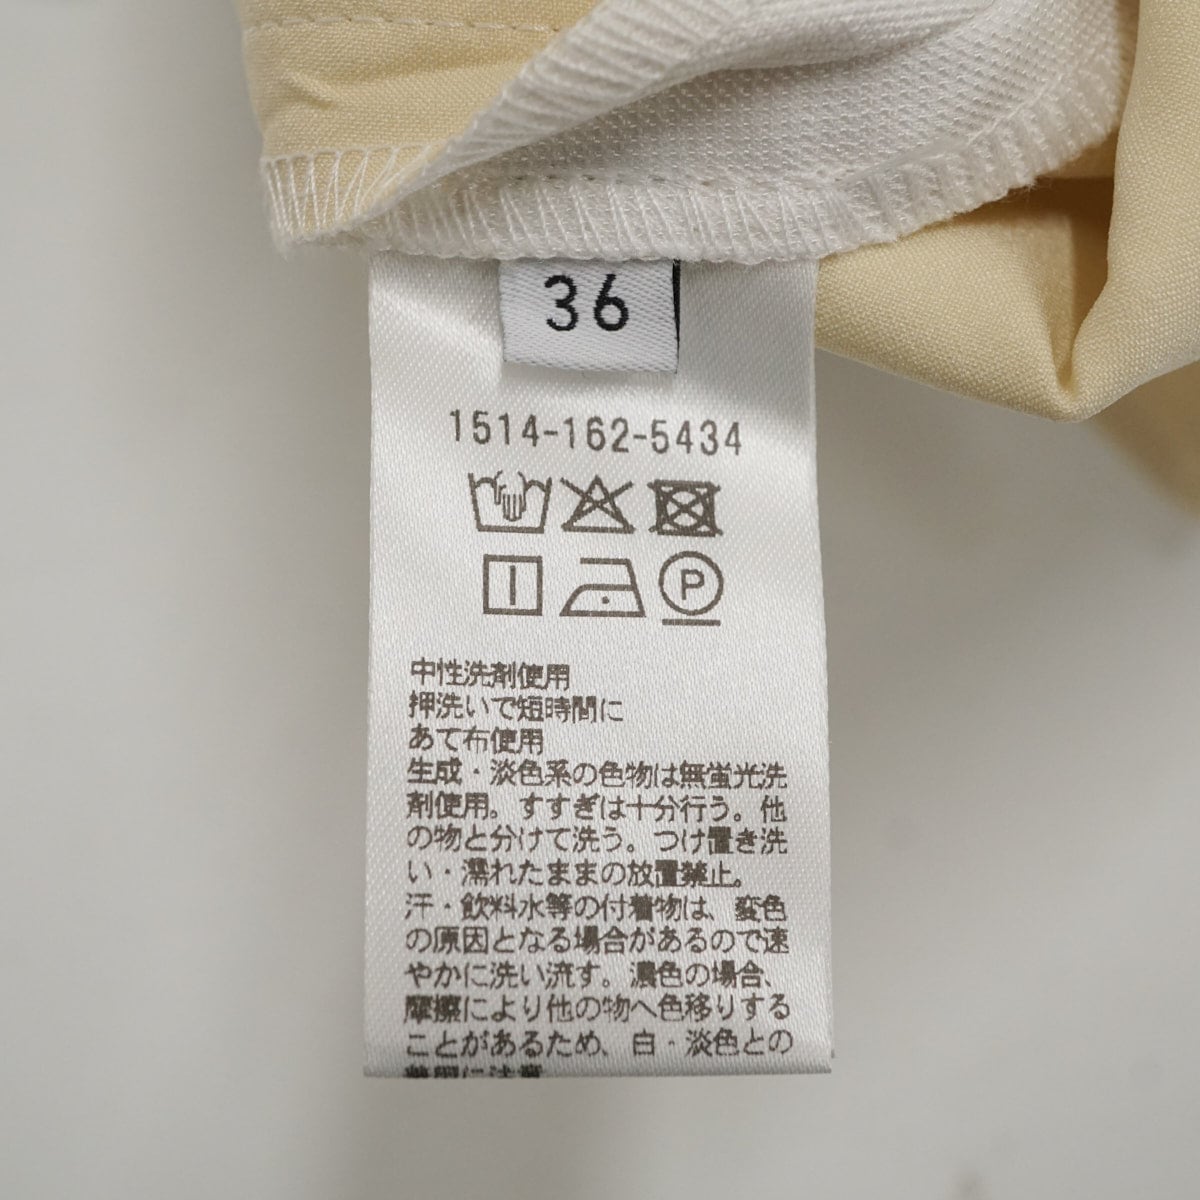 36
1514-162-5434
P
中性洗剤使用
押洗いで短時間に
あて布使用
生成・淡色系の色物は無蛍光洗
剤使用。すすぎは十分行う。他
の物と分けて洗う。つけ置き洗
い・濡れたままの放置禁止。
汗・飲料水等の付着物は、変色
の原因となる場合があるので速
やかに洗い流す。濃色の場合、
摩擦により他の物へ色移りする
ことがあるため、白・淡色との